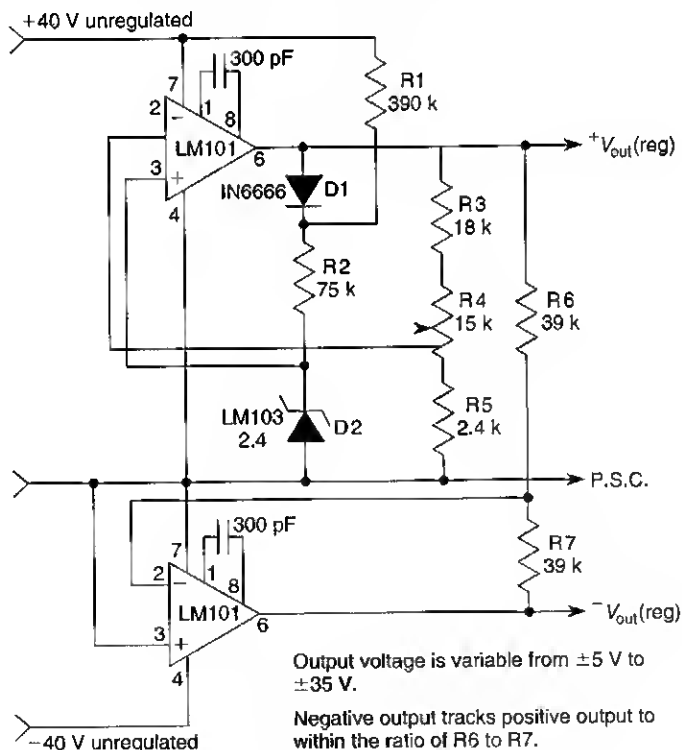 +40 V unregulated
300 pF
R1
390 k
7
1
8
2
−
LM101
6
+V_out(reg)
3
+
4
IN6666
D1
R3
18 k
R2
75 k
R4
15 k
R6
39 k
LM103
2.4
D2
R5
2.4 k
P.S.C.
300 pF
7
1
8
2
−
LM101
6
R7
39 k
−V_out(reg)
3
+
4
Output voltage is variable from ±5 V to
±35 V.
Negative output tracks positive output to
within the ratio of R6 to R7.
−40 V unregulated